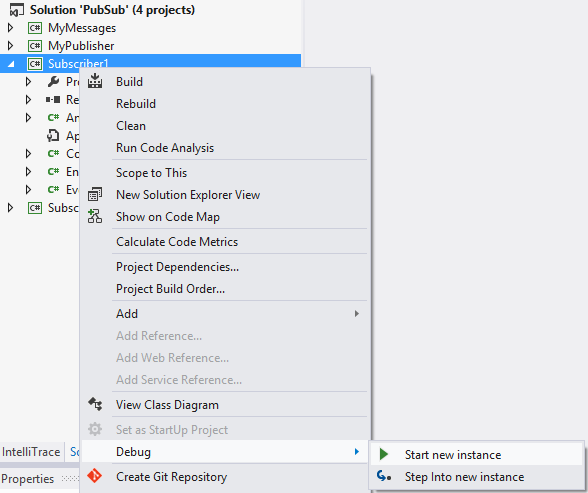 Solution 'PubSub' (4 projects)
C# MyMessages
C# MyPublisher
C# Subscriber1
Build
Rebuild
Clean
Run Code Analysis
Scope to This
New Solution Explorer View
Show on Code Map
Calculate Code Metrics
Project Dependencies...
Project Build Order...
Add
Add Reference...
Add Web Reference...
Add Service Reference...
View Class Diagram
Set as StartUp Project
Debug
Create Git Repository
Start new instance
Step Into new instance
Pro
Re
C# An
Ap
C# Co
C# En
C# Eve
C# Subsc
IntelliTrace
So
Properties